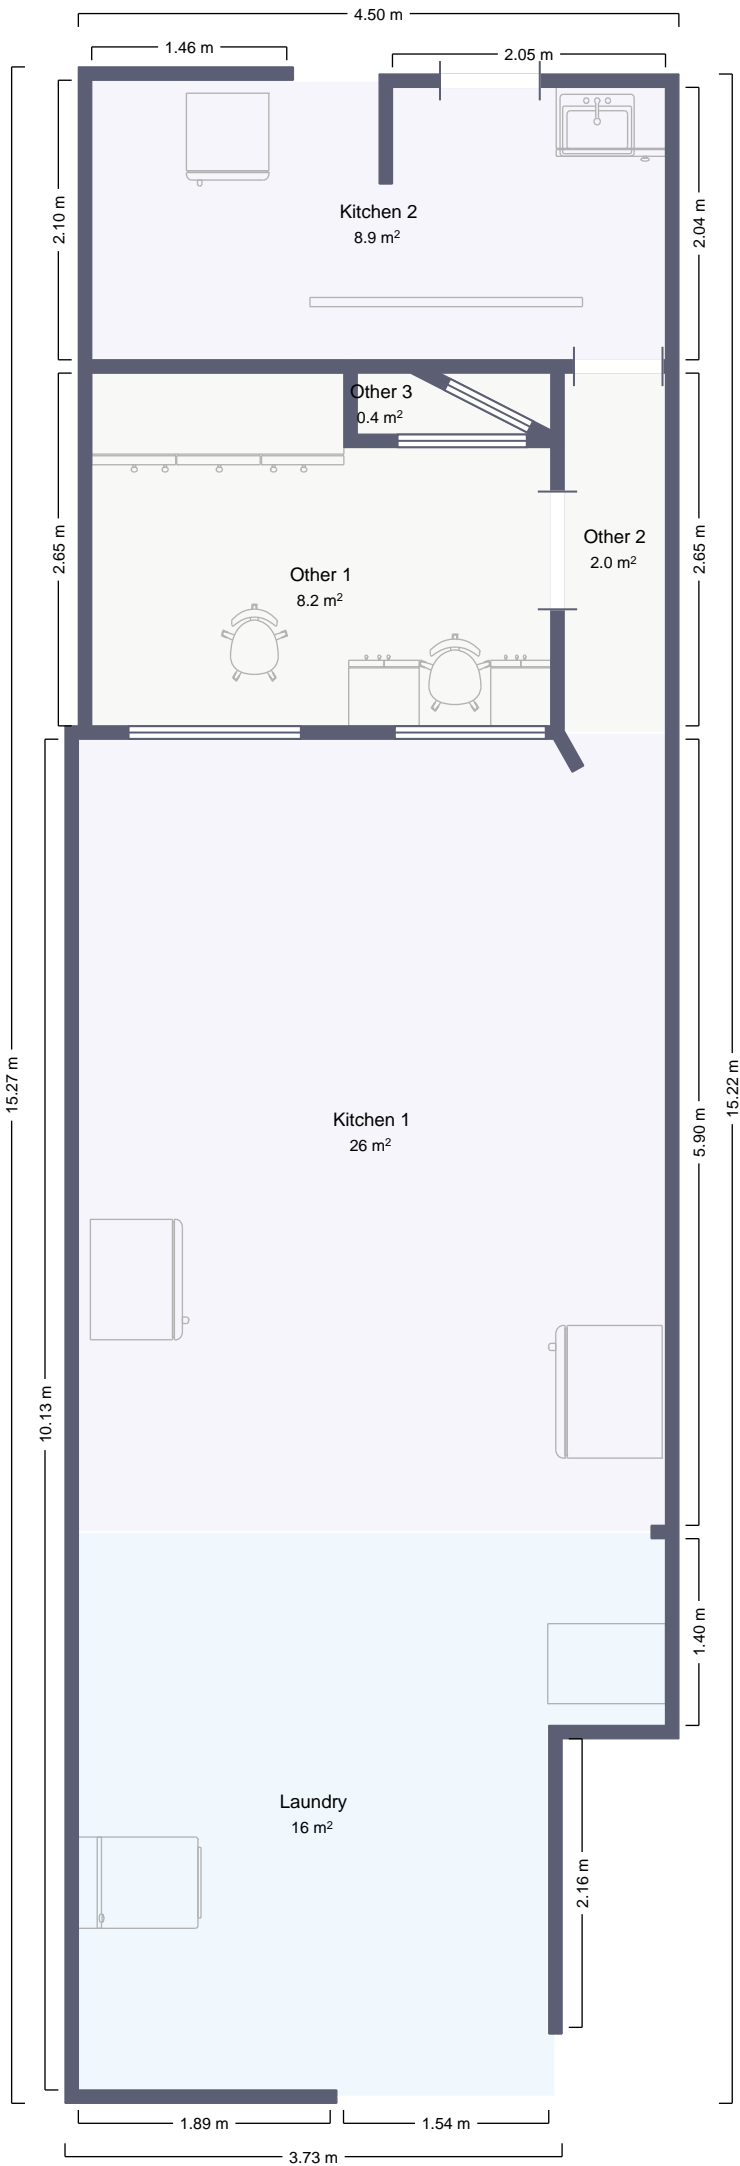 4.50 m
1.46 m
2.05 m
2.10 m
2.04 m
Kitchen 2
8.9 m²
Other 3
0.4 m²
2.65 m
2.65 m
Other 2
2.0 m²
Other 1
8.2 m²
15.27 m
15.22 m
Kitchen 1
26 m²
5.90 m
10.13 m
1.40 m
Laundry
16 m²
2.16 m
1.89 m
1.54 m
3.73 m